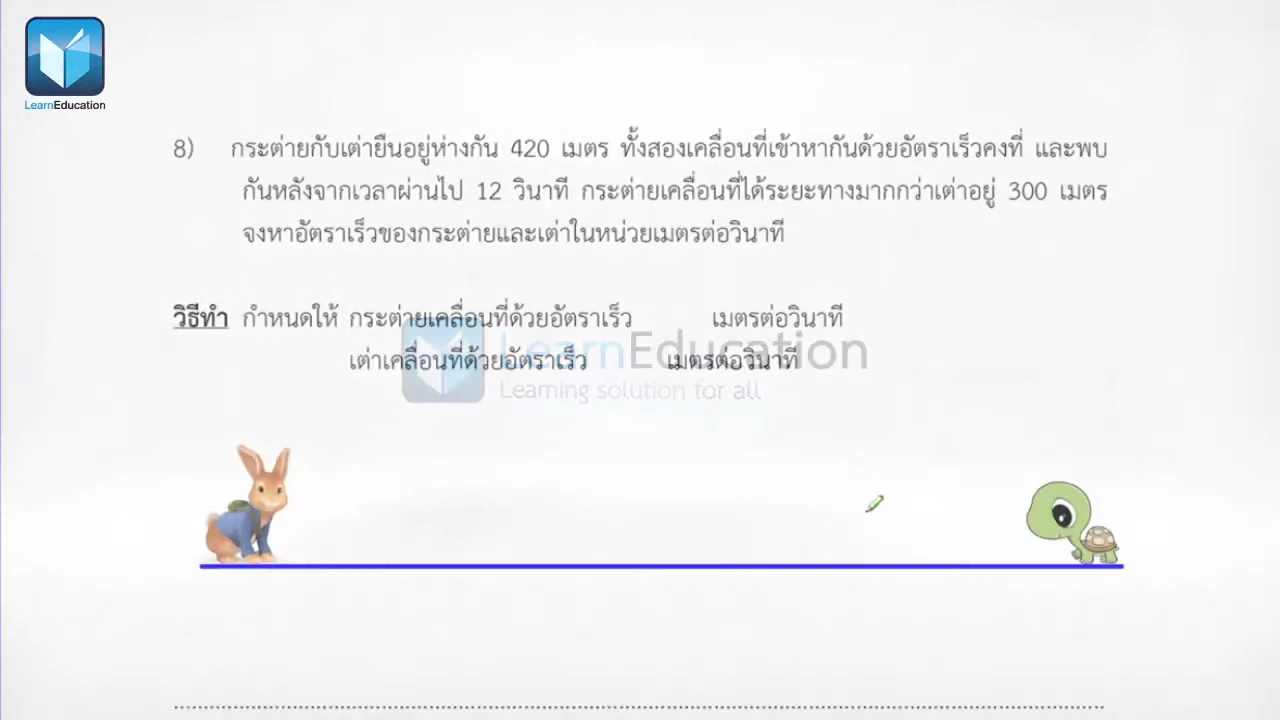 LearnEducation
8) กระต่ายกับเต่ายืนอยู่ห่างกัน 420 เมตร ทั้งสองเคลื่อนที่เข้าหากันด้วยอัตราเร็วคงที่ และพบ
กันหลังจากเวลาผ่านไป 12 วินาที กระต่ายเคลื่อนที่ได้ระยะทางมากกว่าเต่าอยู่ 300 เมตร
จงหาอัตราเร็วของกระต่ายและเต่าในหน่วยเมตรต่อวินาที
วิธีทำ กำหนดให้ กระต่ายเคลื่อนที่ด้วยอัตราเร็ว เมตรต่อวินาที
LearnEducation
เต่าเคลื่อนที่ด้วยอัตราเร็ว เมตรต่อวินาที
Learning solution for all